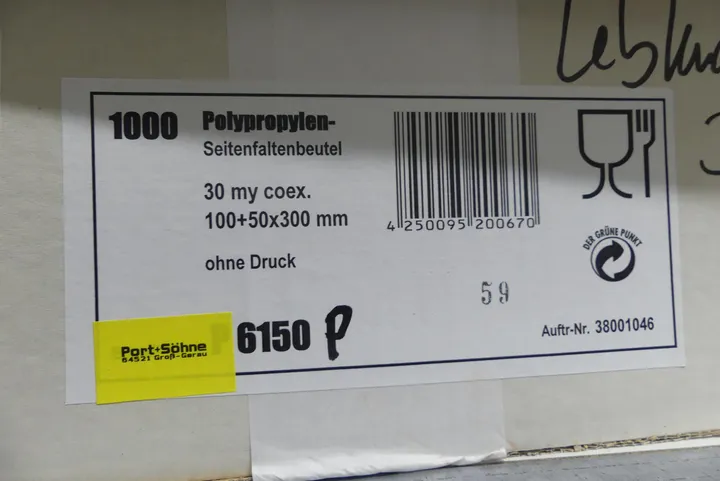 1000 Polypropylen-
Seitenfaltenbeutel
30 my coex.
100+50x300 mm
ohne Druck
4 250095 200670
DER GRÜNE PUNKT
59
6150 P
Auftr-Nr. 38001046
Port+Söhne
64521 Groß-Gerau